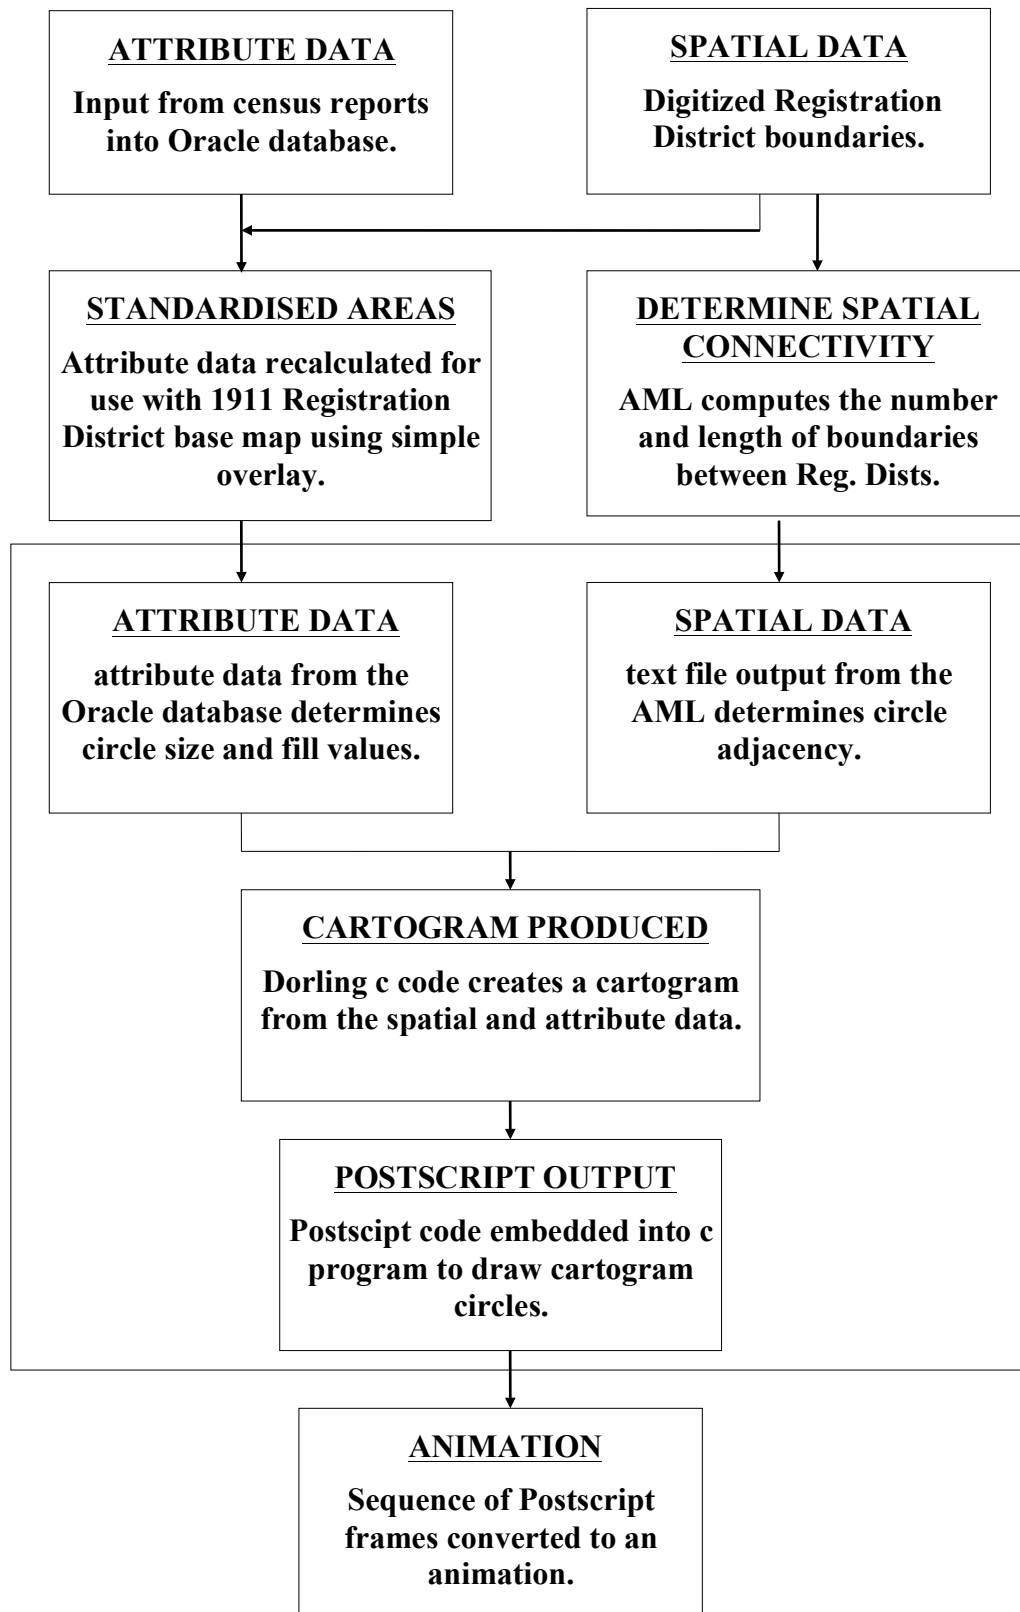 ATTRIBUTE DATA
Input from census reports
into Oracle database.
SPATIAL DATA
Digitized Registration
District boundaries.
STANDARDISED AREAS
Attribute data recalculated for
use with 1911 Registration
District base map using simple
overlay.
DETERMINE SPATIAL
CONNECTIVITY
AML computes the number
and length of boundaries
between Reg. Dists.
ATTRIBUTE DATA
attribute data from the
Oracle database determines
circle size and fill values.
SPATIAL DATA
text file output from the
AML determines circle
adjacency.
CARTOGRAM PRODUCED
Dorling c code creates a cartogram
from the spatial and attribute data.
POSTSCRIPT OUTPUT
Postscipt code embedded into c
program to draw cartogram
circles.
ANIMATION
Sequence of Postscript
frames converted to an
animation.